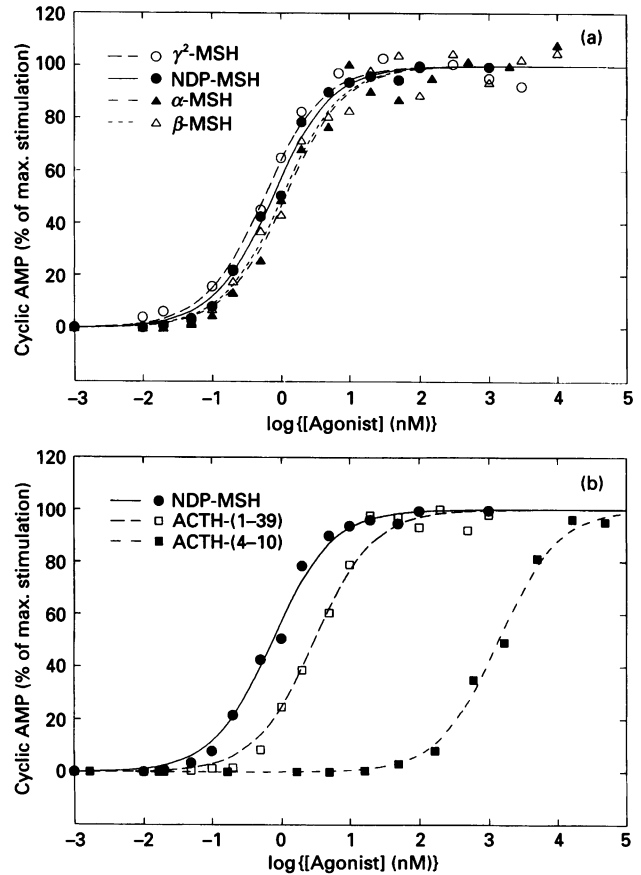 (a)
γ²-MSH
NDP-MSH
α-MSH
β-MSH
Cyclic AMP (% of max. stimulation)
120
100
80
60
40
20
0
−3 −2 −1 0 1 2 3 4 5
log{[Agonist] (nM)}
(b)
NDP-MSH
ACTH-(1–39)
ACTH-(4–10)
Cyclic AMP (% of max. stimulation)
120
100
80
60
40
20
0
−3 −2 −1 0 1 2 3 4 5
log{[Agonist] (nM)}